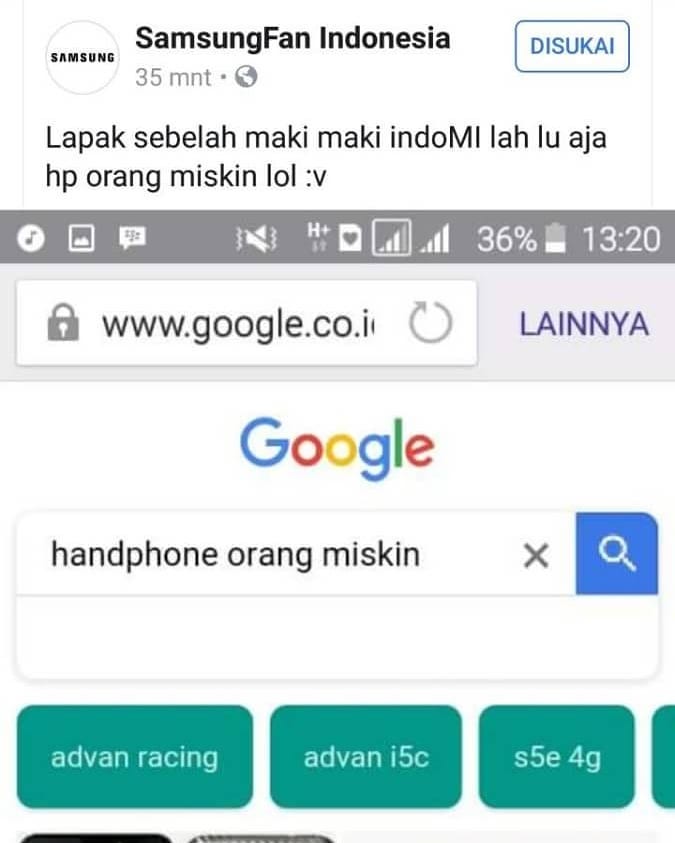 SAMSUNG
SamsungFan Indonesia
DISUKAI
35 mnt •
Lapak sebelah maki maki indoMI lah lu aja
hp orang miskin lol :v
H+
36%
13:20
www.google.co.i
LAINNYA
Google
handphone orang miskin
advan racing
advan i5c
s5e 4g